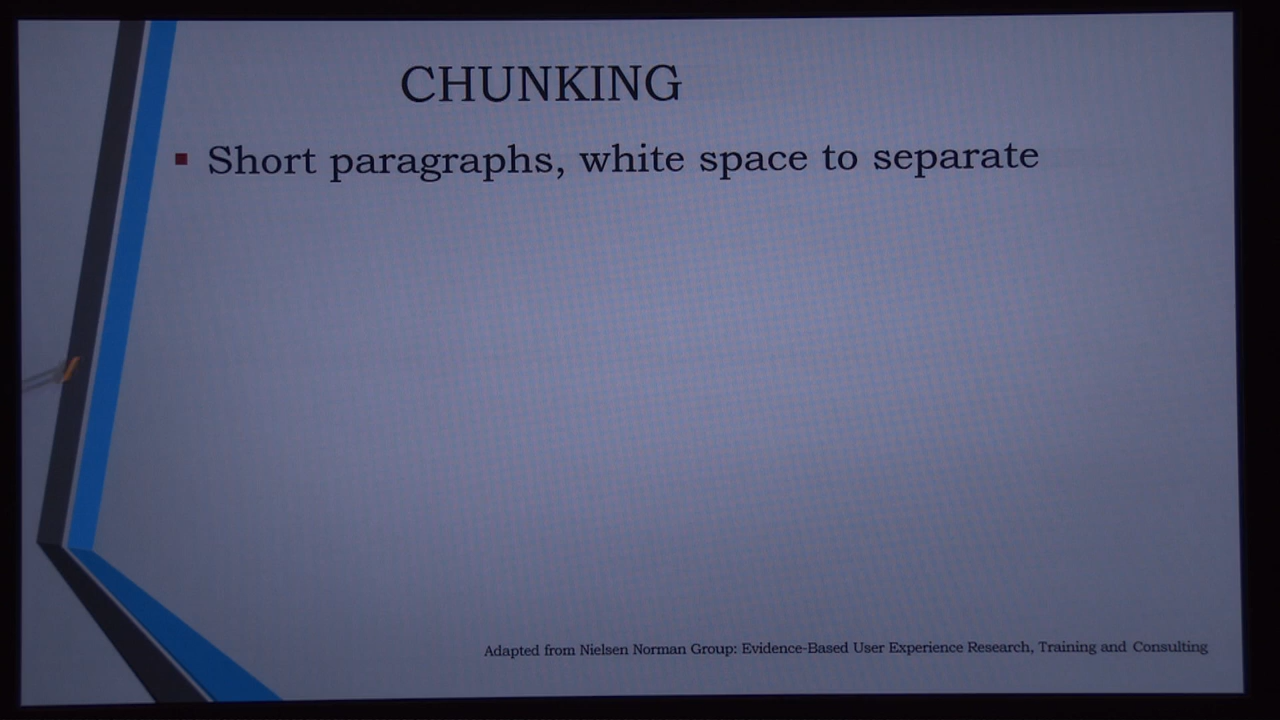 CHUNKING
▪ Short paragraphs, white space to separate
Adapted from Nielsen Norman Group: Evidence-Based User Experience Research, Training and Consulting